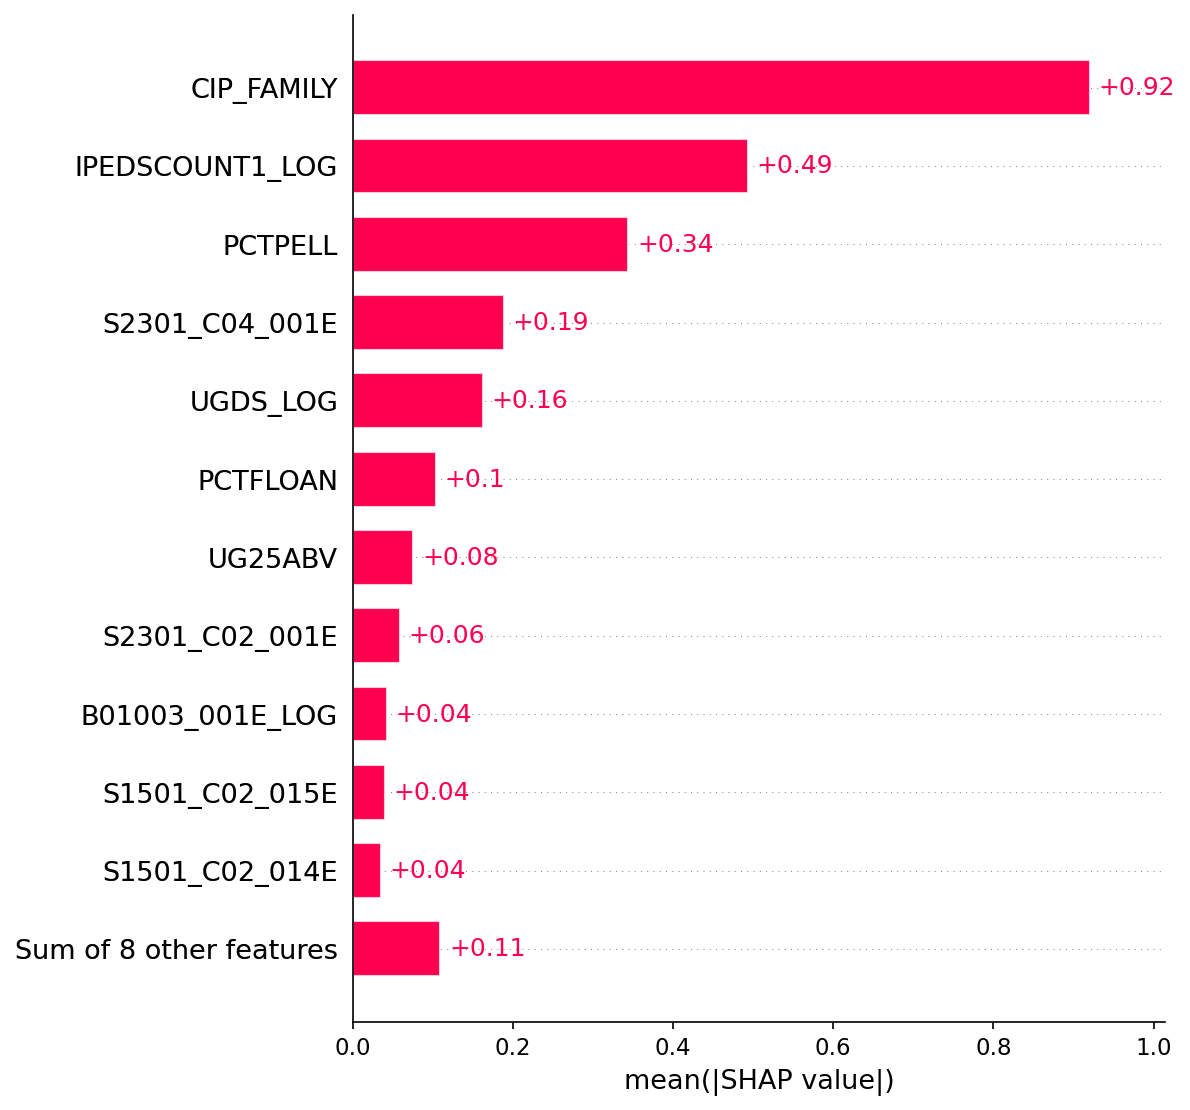 CIP_FAMILY +0.92
IPEDSCOUNT1_LOG +0.49
PCTPELL +0.34
S2301_C04_001E +0.19
UGDS_LOG +0.16
PCTFLOAN +0.1
UG25ABV +0.08
S2301_C02_001E +0.06
B01003_001E_LOG +0.04
S1501_C02_015E +0.04
S1501_C02_014E +0.04
Sum of 8 other features +0.11
0.0 0.2 0.4 0.6 0.8 1.0
mean(|SHAP value|)